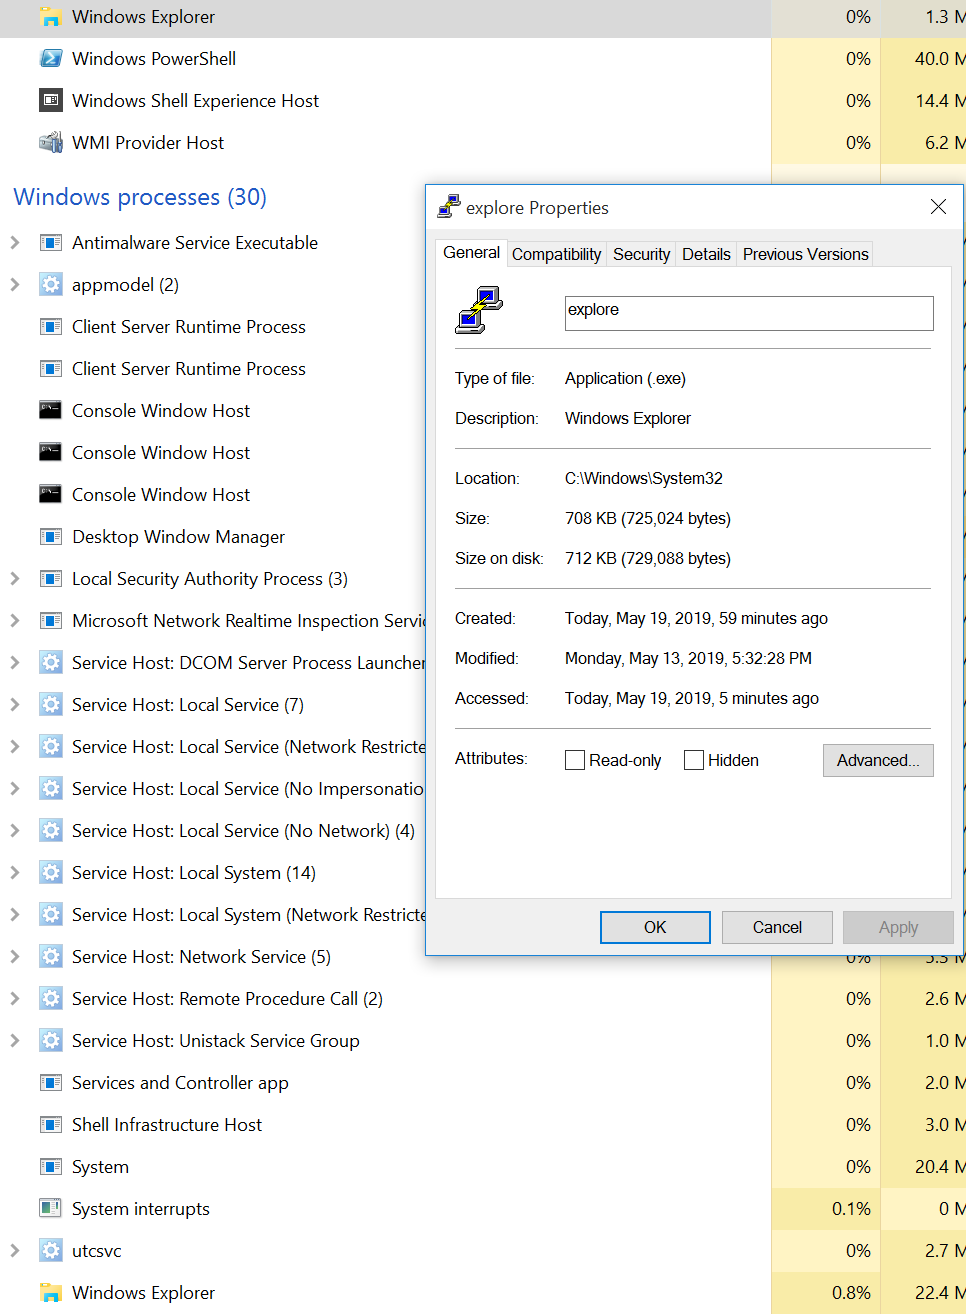 Windows Explorer 0% 1.3 M
Windows PowerShell 0% 40.0 M
Windows Shell Experience Host 0% 14.4 M
WMI Provider Host 0% 6.2 M
Windows processes (30)
Antimalware Service Executable
appmodel (2)
Client Server Runtime Process
Client Server Runtime Process
Console Window Host
Console Window Host
Console Window Host
Desktop Window Manager
Local Security Authority Process (3)
Microsoft Network Realtime Inspection Servi
Service Host: DCOM Server Process Launcher
Service Host: Local Service (7)
Service Host: Local Service (Network Restricte
Service Host: Local Service (No Impersonatio
Service Host: Local Service (No Network) (4)
Service Host: Local System (14)
Service Host: Local System (Network Restricte
Service Host: Network Service (5) 0% 5.3 M
Service Host: Remote Procedure Call (2) 0% 2.6 M
Service Host: Unistack Service Group 0% 1.0 M
Services and Controller app 0% 2.0 M
Shell Infrastructure Host 0% 3.0 M
System 0% 20.4 M
System interrupts 0.1% 0 M
utcsvc 0% 2.7 M
Windows Explorer 0.8% 22.4 M
explore Properties
General Compatibility Security Details Previous Versions
explore
Type of file: Application (.exe)
Description: Windows Explorer
Location: C:\Windows\System32
Size: 708 KB (725,024 bytes)
Size on disk: 712 KB (729,088 bytes)
Created: Today, May 19, 2019, 59 minutes ago
Modified: Monday, May 13, 2019, 5:32:28 PM
Accessed: Today, May 19, 2019, 5 minutes ago
Attributes: Read-only Hidden Advanced...
OK Cancel Apply